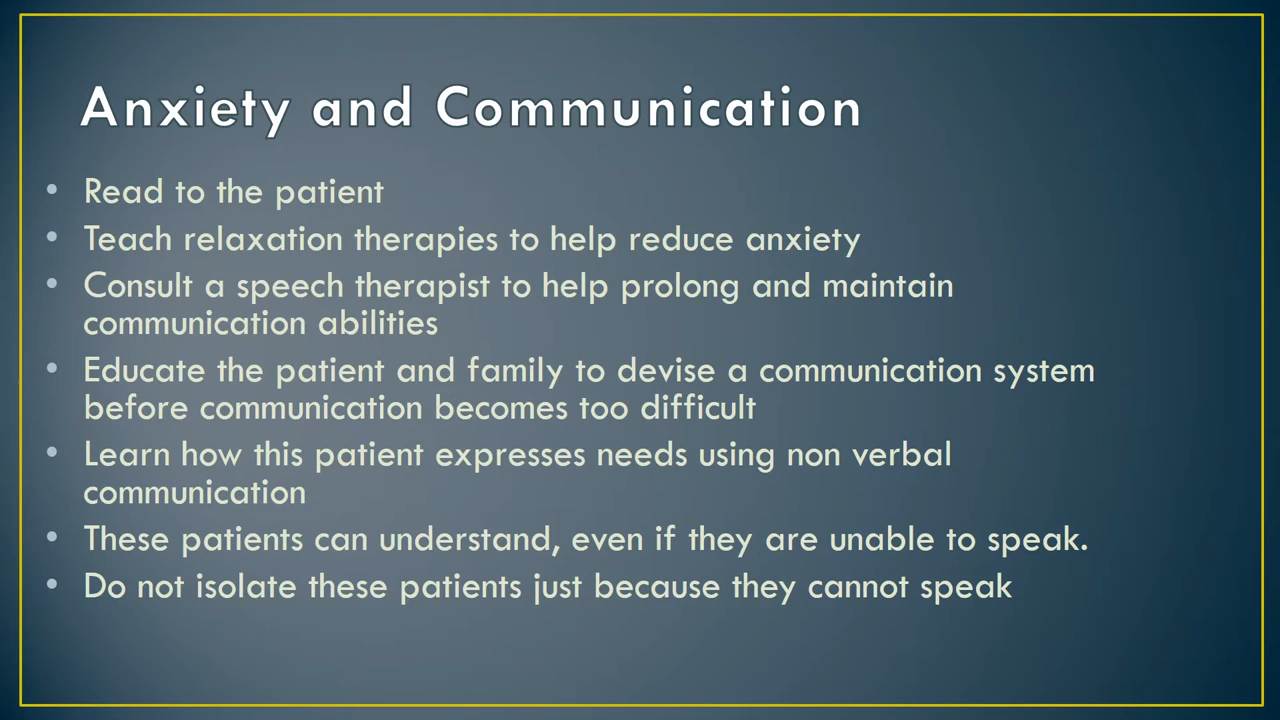 Anxiety and Communication
• Read to the patient
• Teach relaxation therapies to help reduce anxiety
• Consult a speech therapist to help prolong and maintain
communication abilities
• Educate the patient and family to devise a communication system
before communication becomes too difficult
• Learn how this patient expresses needs using non verbal
communication
• These patients can understand, even if they are unable to speak.
• Do not isolate these patients just because they cannot speak